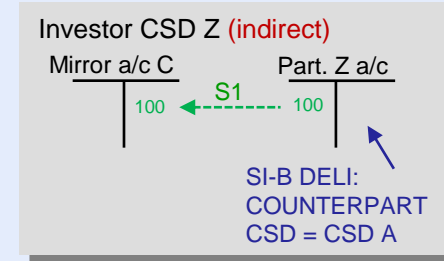 Investor CSD Z (indirect)
Mirror a/c C Part. Z a/c
S1
100 100
SI-B DELI:
COUNTERPART
CSD = CSD A